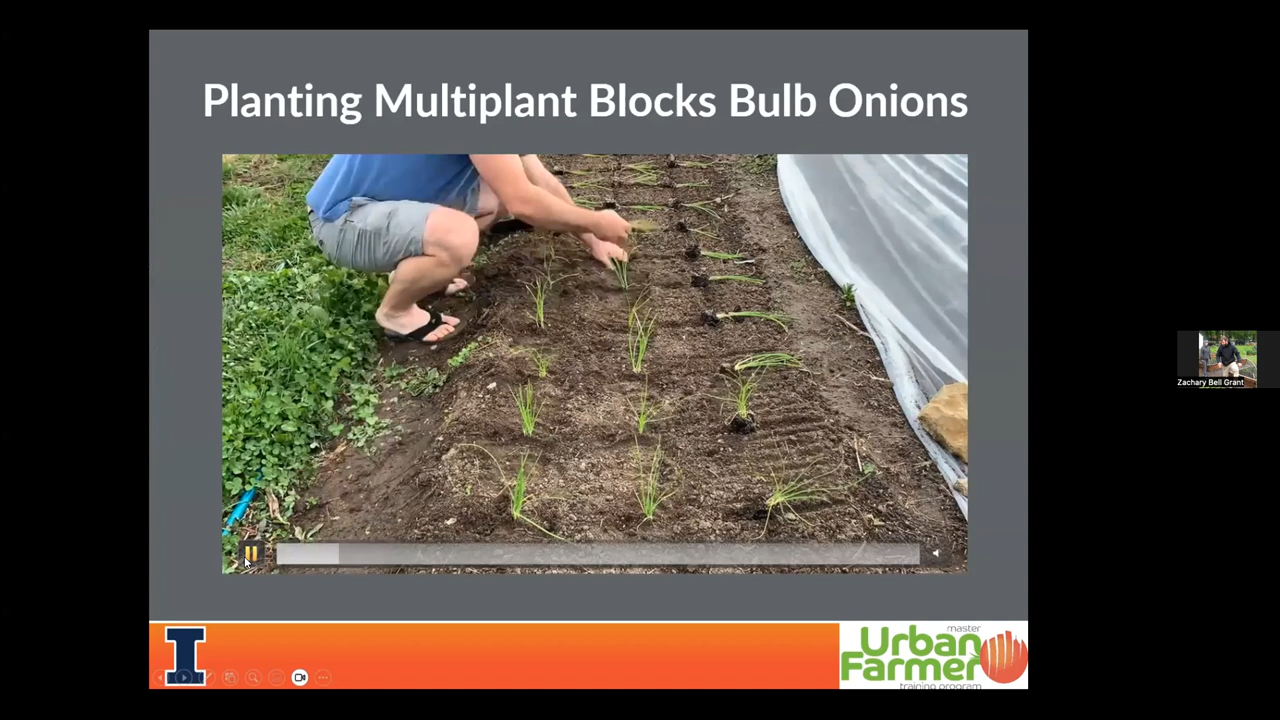 Planting Multiplant Blocks Bulb Onions
Zachary Bell Grant
I
master
Urban
Farmer
training program